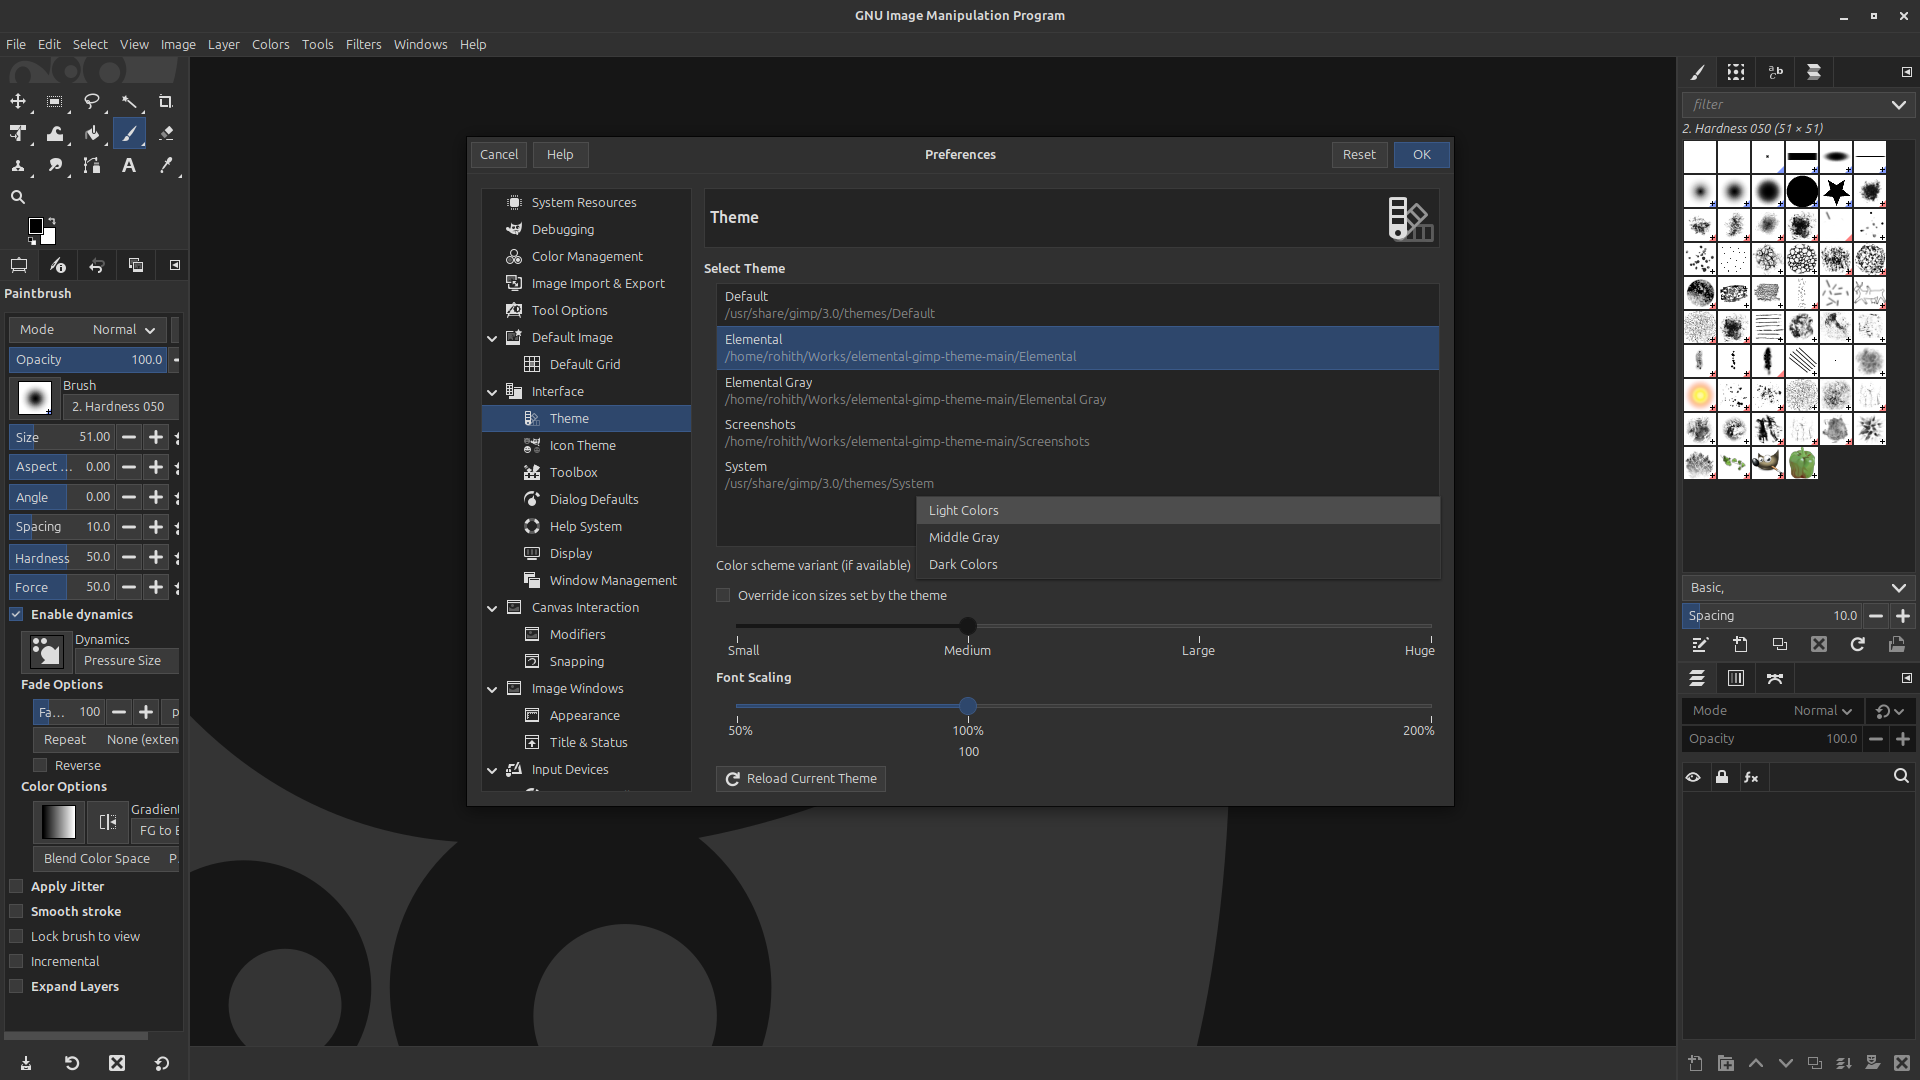 GNU Image Manipulation Program
File Edit Select View Image Layer Colors Tools Filters Windows Help
Paintbrush
Mode Normal
Opacity 100.0
Brush
2. Hardness 050
Size 51.00
Aspect ... 0.00
Angle 0.00
Spacing 10.0
Hardness 50.0
Force 50.0
Enable dynamics
Dynamics
Pressure Size
Fade Options
Fa... 100 p
Repeat None (exten
Reverse
Color Options
Gradient
FG to B
Blend Color Space P
Apply Jitter
Smooth stroke
Lock brush to view
Incremental
Expand Layers
Cancel Help Preferences Reset OK
System Resources
Debugging
Color Management
Image Import & Export
Tool Options
Default Image
Default Grid
Interface
Theme
Icon Theme
Toolbox
Dialog Defaults
Help System
Display
Window Management
Canvas Interaction
Modifiers
Snapping
Image Windows
Appearance
Title & Status
Input Devices
Theme
Select Theme
Default
/usr/share/gimp/3.0/themes/Default
Elemental
/home/rohith/Works/elemental-gimp-theme-main/Elemental
Elemental Gray
/home/rohith/Works/elemental-gimp-theme-main/Elemental Gray
Screenshots
/home/rohith/Works/elemental-gimp-theme-main/Screenshots
System
/usr/share/gimp/3.0/themes/System
Light Colors
Middle Gray
Dark Colors
Color scheme variant (if available)
Override icon sizes set by the theme
Small Medium Large Huge
Font Scaling
50% 100% 200%
100
Reload Current Theme
filter
2. Hardness 050 (51 × 51)
Basic,
Spacing 10.0
Mode Normal
Opacity 100.0
fx